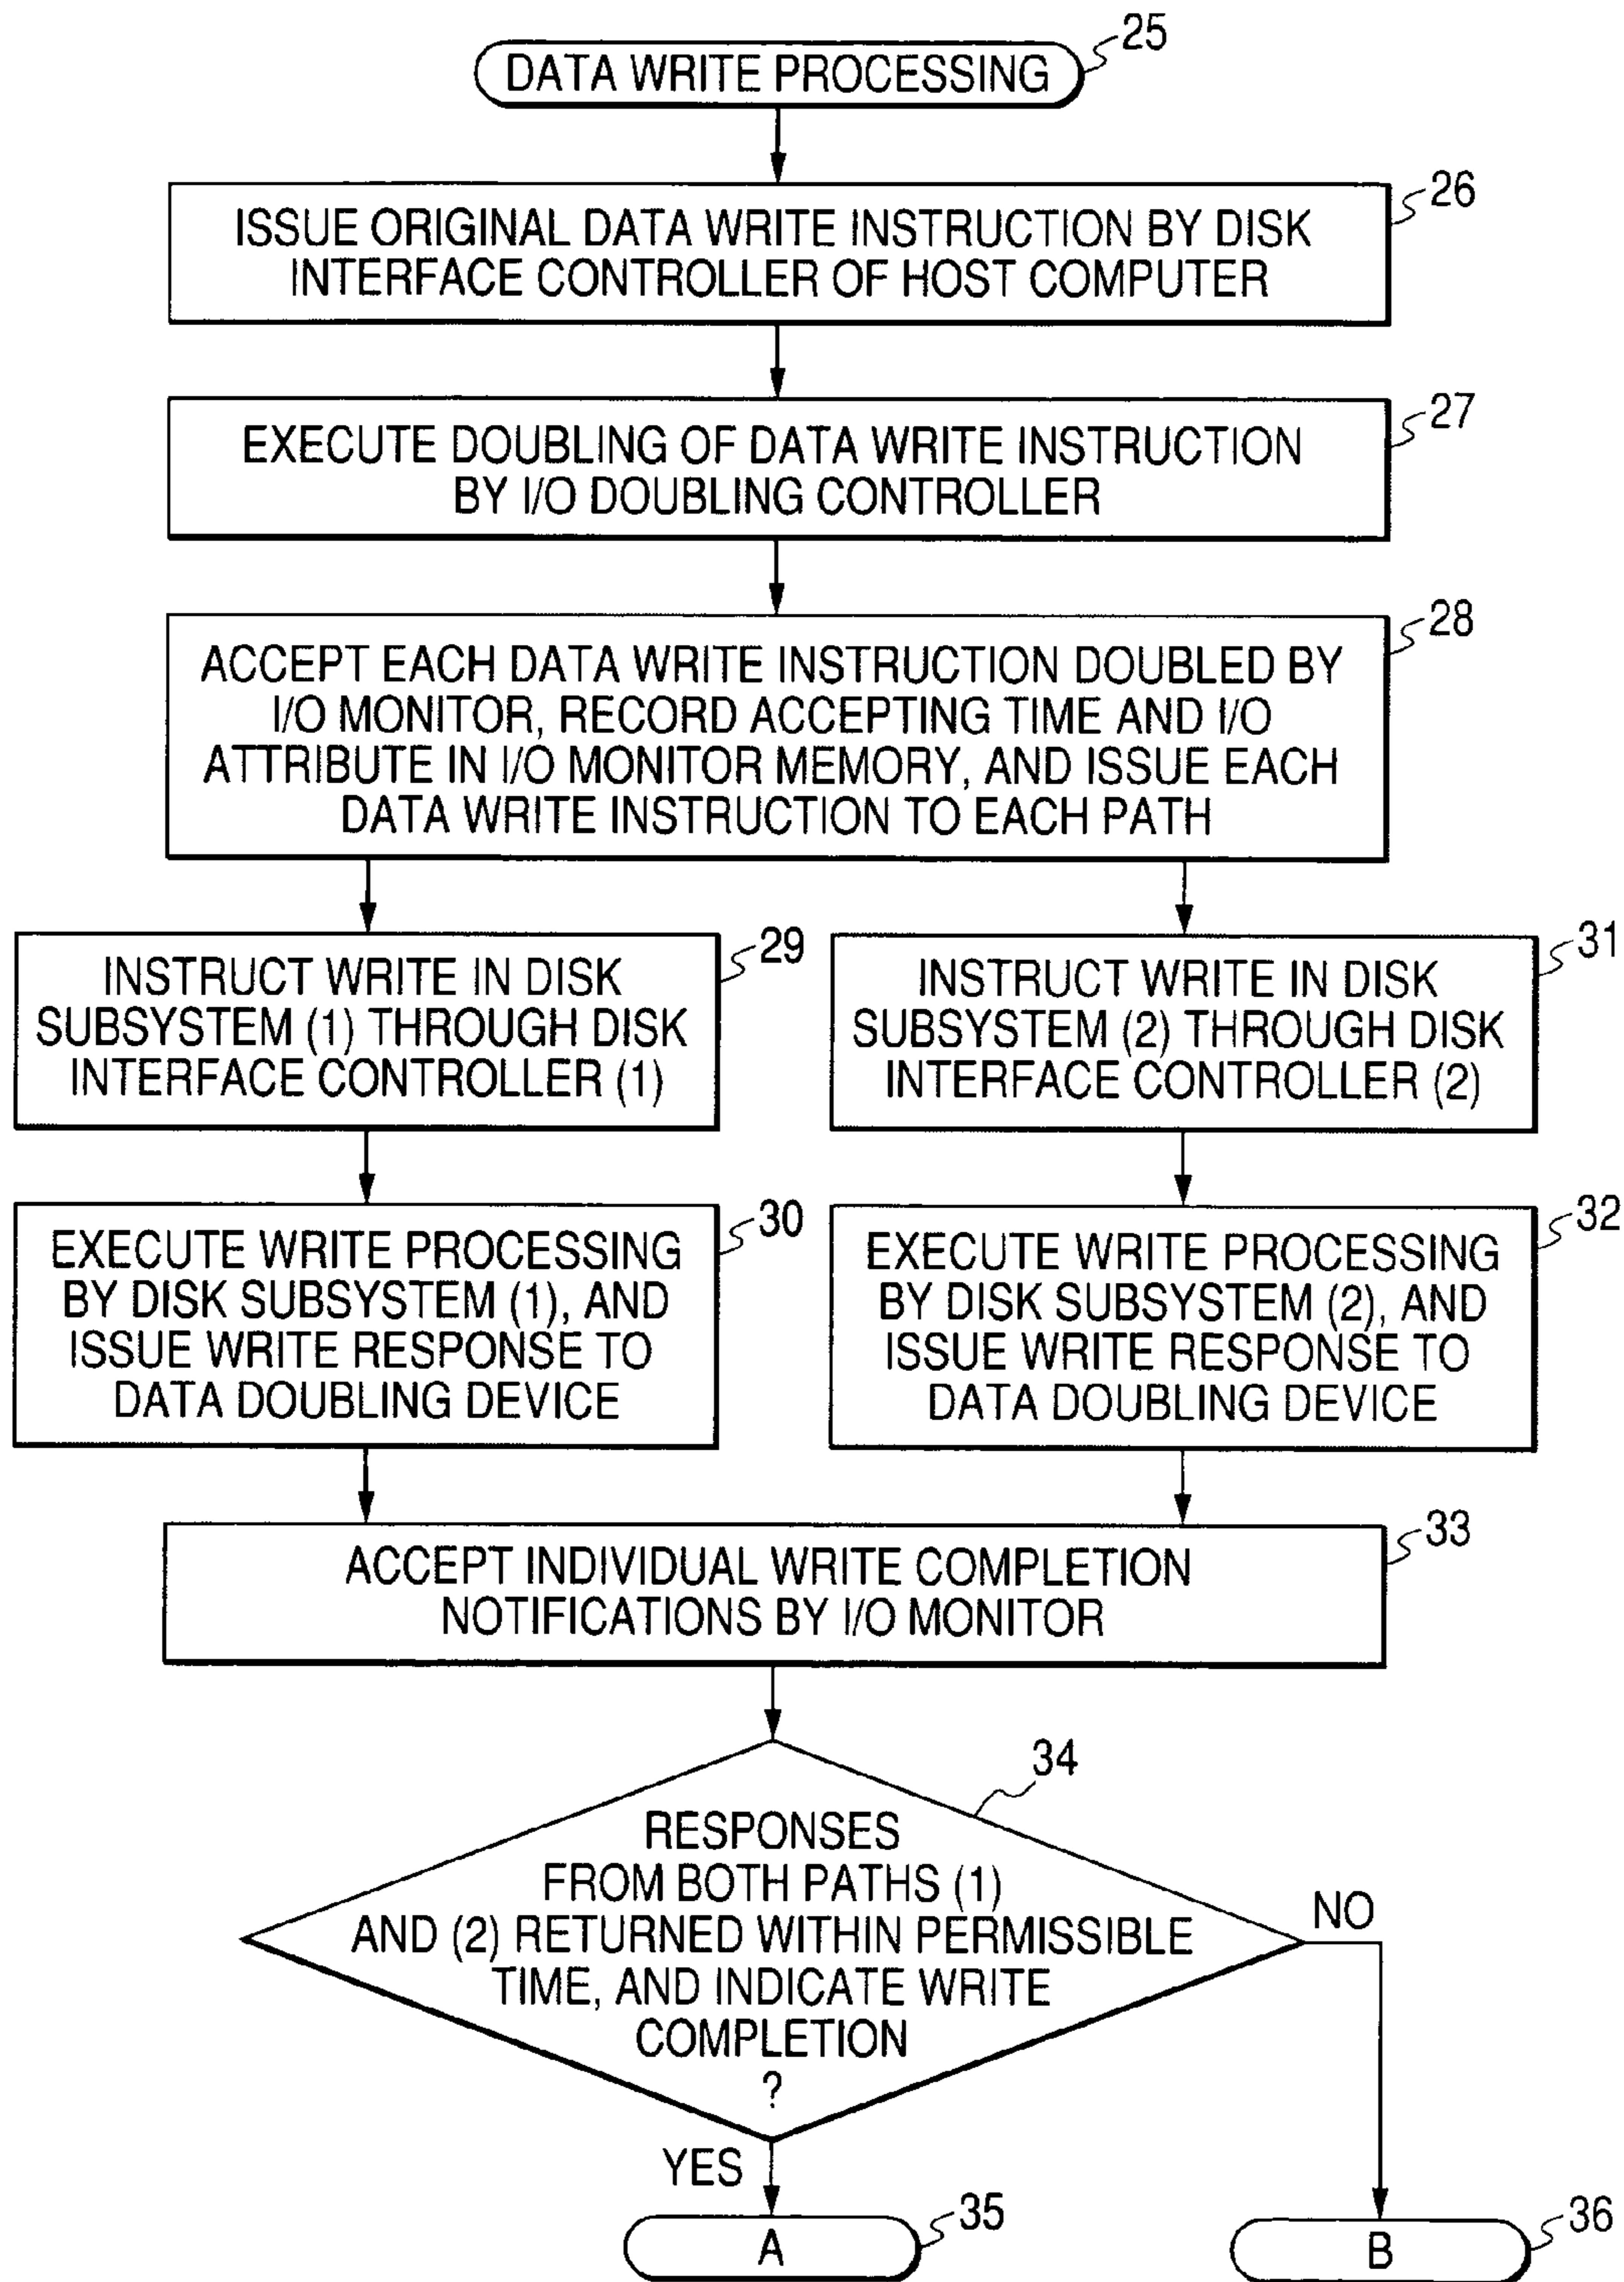 DATA WRITE PROCESSING
25
26
ISSUE ORIGINAL DATA WRITE INSTRUCTION BY DISK
INTERFACE CONTROLLER OF HOST COMPUTER
27
EXECUTE DOUBLING OF DATA WRITE INSTRUCTION
BY I/O DOUBLING CONTROLLER
28
ACCEPT EACH DATA WRITE INSTRUCTION DOUBLED BY
I/O MONITOR, RECORD ACCEPTING TIME AND I/O
ATTRIBUTE IN I/O MONITOR MEMORY, AND ISSUE EACH
DATA WRITE INSTRUCTION TO EACH PATH
29
INSTRUCT WRITE IN DISK
SUBSYSTEM (1) THROUGH DISK
INTERFACE CONTROLLER (1)
31
INSTRUCT WRITE IN DISK
SUBSYSTEM (2) THROUGH DISK
INTERFACE CONTROLLER (2)
30
EXECUTE WRITE PROCESSING
BY DISK SUBSYSTEM (1), AND
ISSUE WRITE RESPONSE TO
DATA DOUBLING DEVICE
32
EXECUTE WRITE PROCESSING
BY DISK SUBSYSTEM (2), AND
ISSUE WRITE RESPONSE TO
DATA DOUBLING DEVICE
33
ACCEPT INDIVIDUAL WRITE COMPLETION
NOTIFICATIONS BY I/O MONITOR
34
RESPONSES
FROM BOTH PATHS (1)
AND (2) RETURNED WITHIN PERMISSIBLE
TIME, AND INDICATE WRITE
COMPLETION
?
NO
YES
A
35
B
36